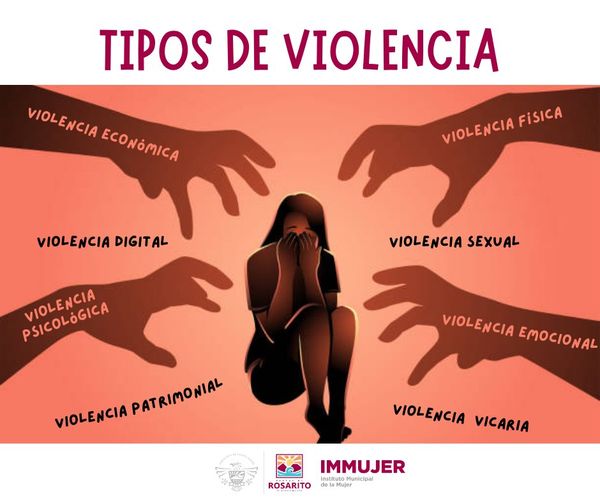 TIPOS DE VIOLENCIA
VIOLENCIA ECONÓMICA
VIOLENCIA FÍSICA
VIOLENCIA DIGITAL
VIOLENCIA SEXUAL
VIOLENCIA
PSICOLÓGICA
VIOLENCIA EMOCIONAL
VIOLENCIA PATRIMONIAL
VIOLENCIA VICARIA
ROSARITO
IMMUJER
Instituto Municipal
de la Mujer